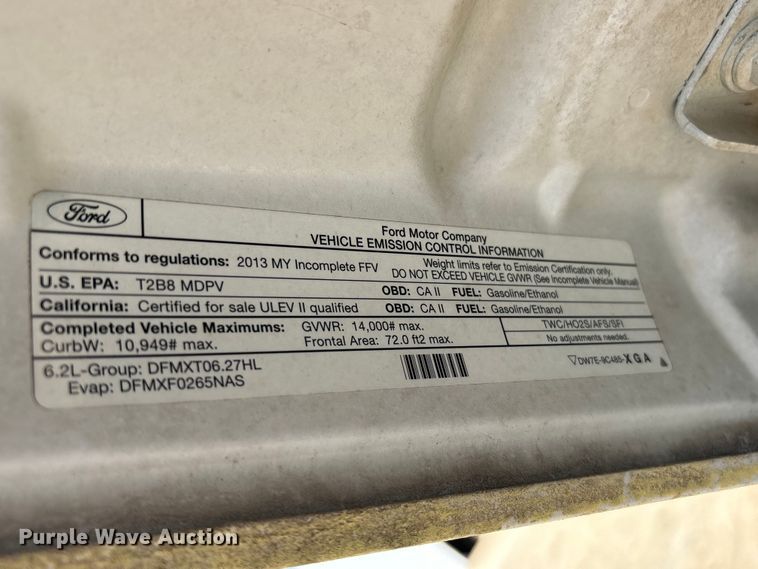 Ford
Ford Motor Company
VEHICLE EMISSION CONTROL INFORMATION
Conforms to regulations: 2013 MY Incomplete FFV
Weight limits refer to Emission Certification only.
DO NOT EXCEED VEHICLE GVWR (See Incomplete Vehicle Manual)
U.S. EPA: T2B8 MDPV OBD: CA II FUEL: Gasoline/Ethanol
California: Certified for sale ULEV II qualified OBD: CA II FUEL: Gasoline/Ethanol
Completed Vehicle Maximums: GVWR: 14,000# max.
CurbW: 10,949# max. Frontal Area: 72.0 ft2 max.
TWC/HO2S/AFS/SFI
No adjustments needed.
6.2L-Group: DFMXT06.27HL
Evap: DFMXF0265NAS
DW7E-9C485-XGA
Purple Wave Auction